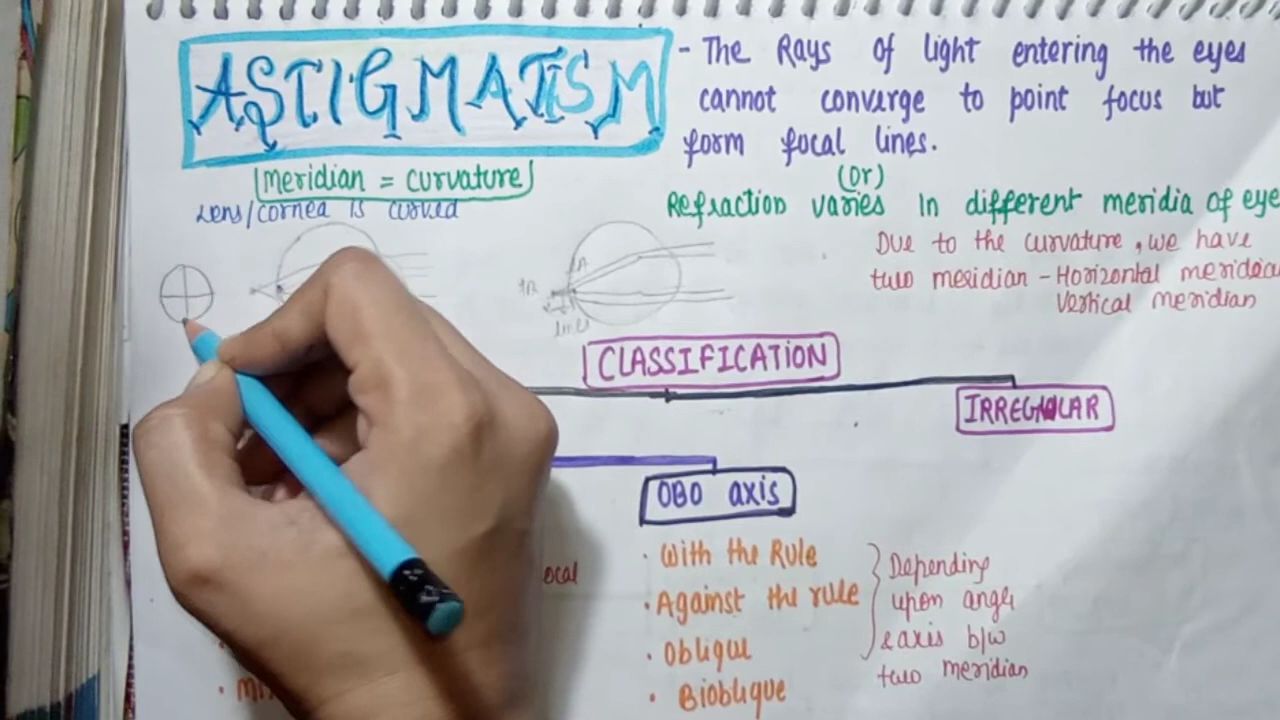 ASTIGMATISM
- The Rays of light entering the eyes
cannot converge to point focus but
form focal lines.
(or)
Meridian = curvature
Lens/cornea is curved
Refraction varies in different meridia of eye
Due to the curvature, we have
two meridian - Horizontal
Vertical meridian
CLASSIFICATION
IRREGULAR
OBO axis
• With the Rule
• Against the rule
• Oblique
• Bioblique
Depending
upon angle
& axis b/w
two meridian